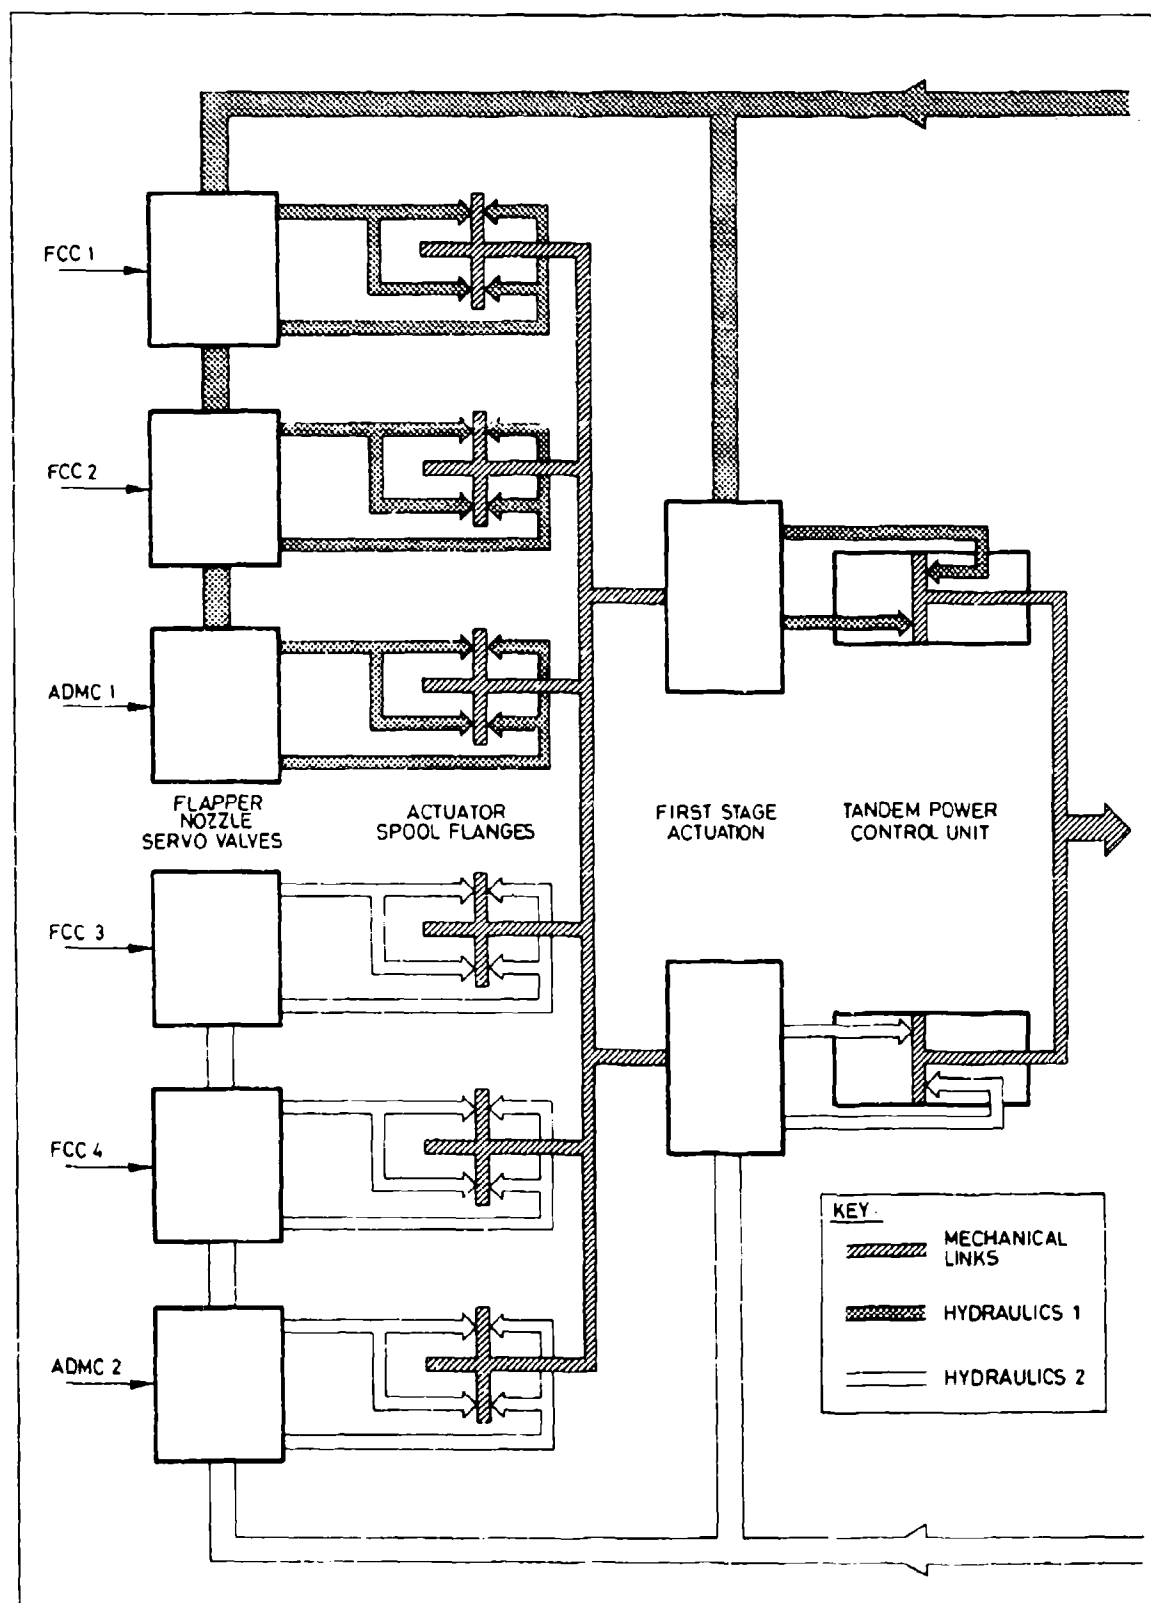 FCC 1
FCC 2
ADMC 1
FLAPPER
NOZZLE
SERVO VALVES
ACTUATOR
SPOOL FLANGES
FIRST STAGE
ACTUATION
TANDEM POWER
CONTROL UNIT
FCC 3
FCC 4
ADMC 2
KEY.
MECHANICAL
LINKS
HYDRAULICS 1
HYDRAULICS 2